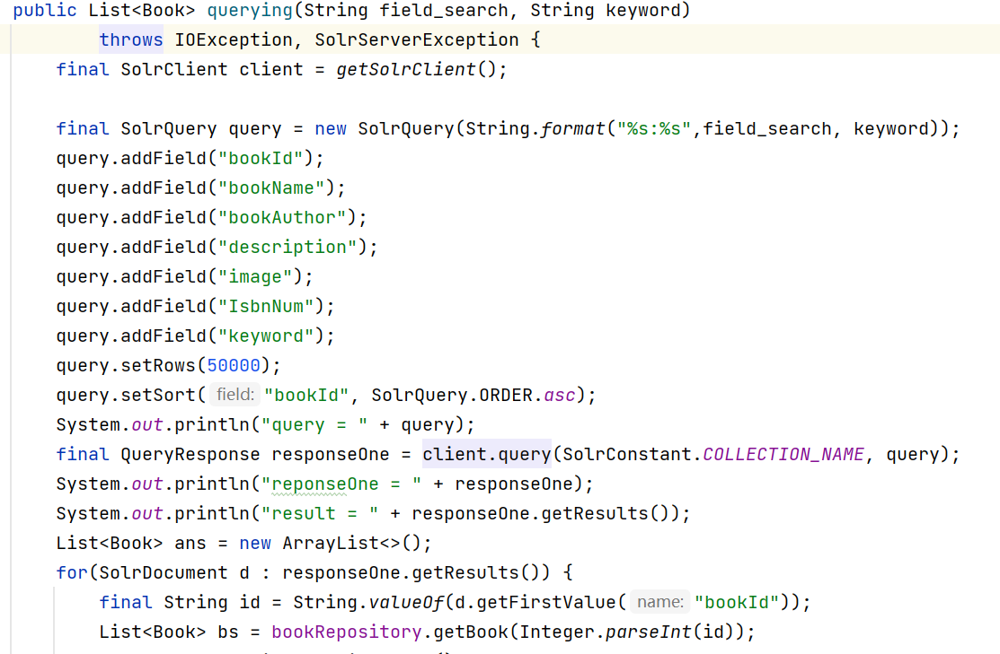 public List<Book> querying(String field_search, String keyword)
throws IOException, SolrServerException {
final SolrClient client = getSolrClient();
final SolrQuery query = new SolrQuery(String.format("%s:%s",field_search, keyword));
query.addField("bookId");
query.addField("bookName");
query.addField("bookAuthor");
query.addField("description");
query.addField("image");
query.addField("IsbnNum");
query.addField("keyword");
query.setRows(50000);
query.setSort( field: "bookId", SolrQuery.ORDER.asc);
System.out.println("query = " + query);
final QueryResponse responseOne = client.query(SolrConstant.COLLECTION_NAME, query);
System.out.println("reponseOne = " + responseOne);
System.out.println("result = " + responseOne.getResults());
List<Book> ans = new ArrayList<>();
for(SolrDocument d : responseOne.getResults()) {
final String id = String.valueOf(d.getFirstValue( name: "bookId"));
List<Book> bs = bookRepository.getBook(Integer.parseInt(id));